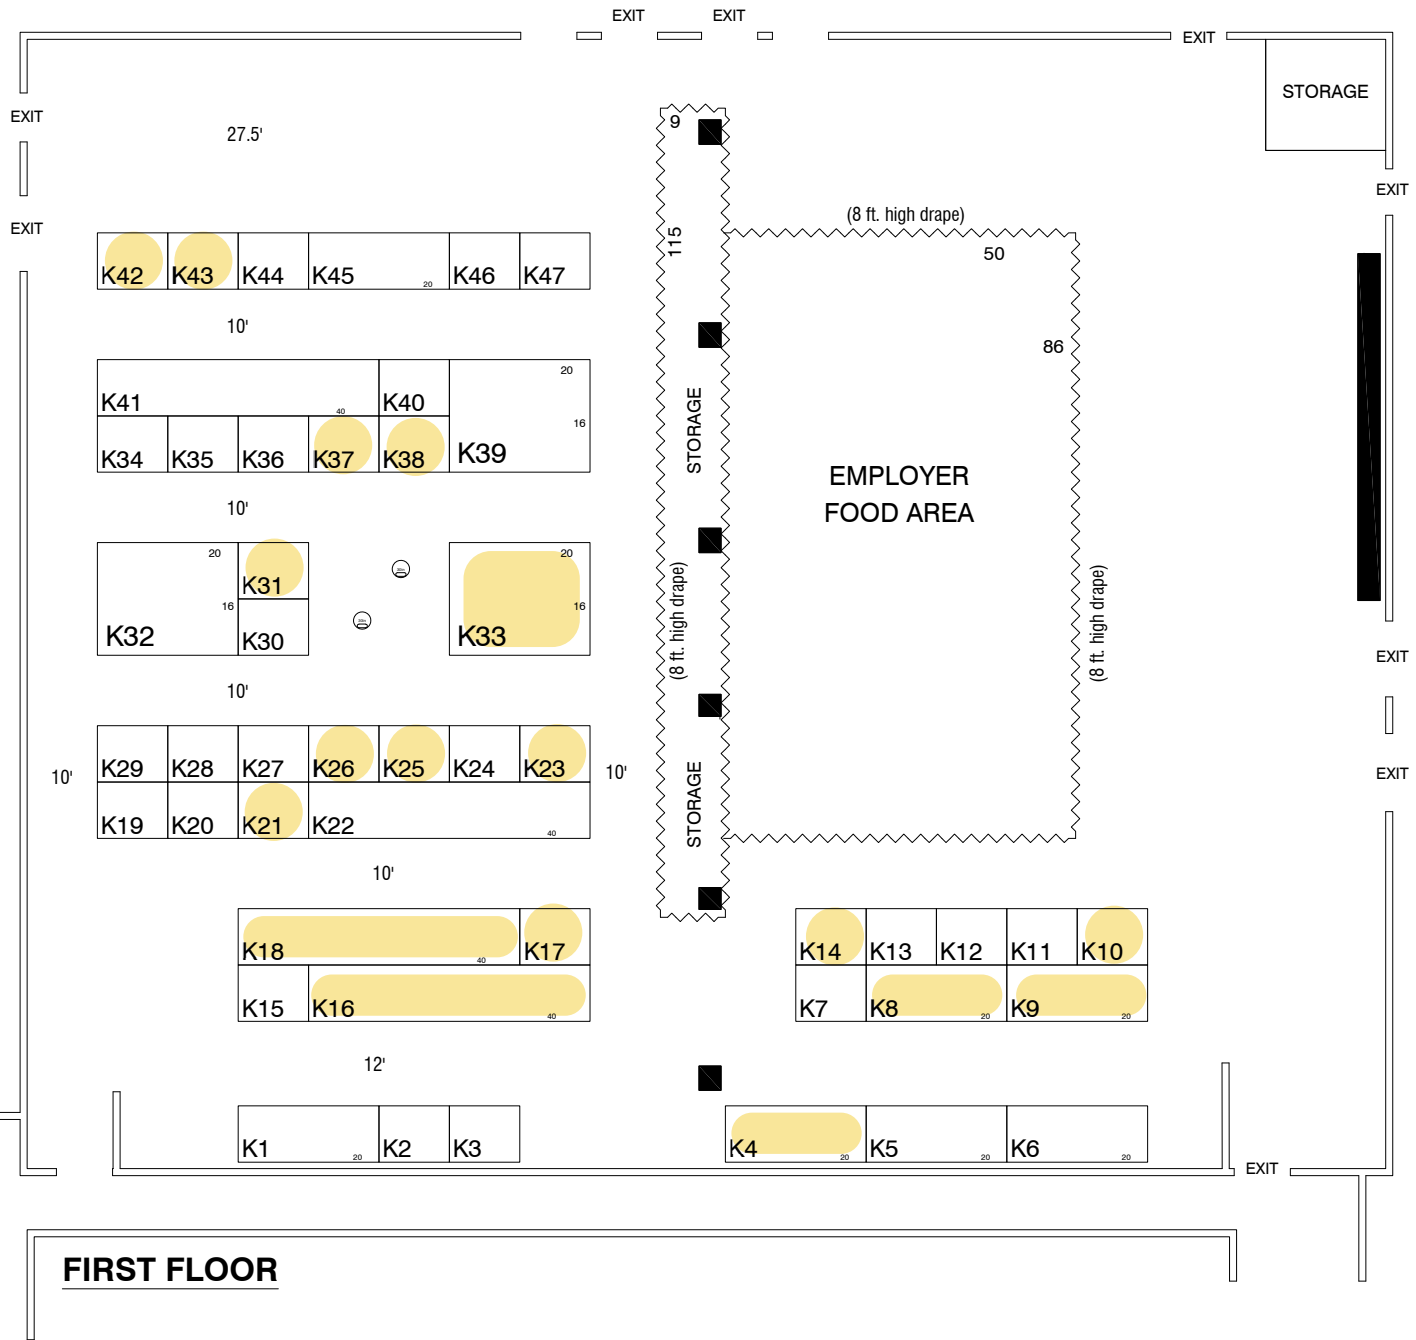 EXIT
EXIT
EXIT
STORAGE
EXIT
9
27.5'
EXIT
(8 ft. high drape)
EXIT
115
50
K42
K43
K44
K45
20
K46
K47
10'
86
K41
40
K40
20
16
K34
K35
K36
K37
K38
K39
STORAGE
EMPLOYER
FOOD AREA
10'
20
K31
20
16
K32
K30
16
K33
(8 ft. high drape)
(8 ft. high drape)
EXIT
10'
K29
K28
K27
K26
K25
K24
K23
10'
10'
EXIT
STORAGE
K19
K20
K21
K22
40
10'
K18
40
K17
K14
K13
K12
K11
K10
K15
K16
40
K7
K8
20
K9
20
12'
K1
20
K2
K3
K4
20
K5
20
K6
20
EXIT
FIRST FLOOR